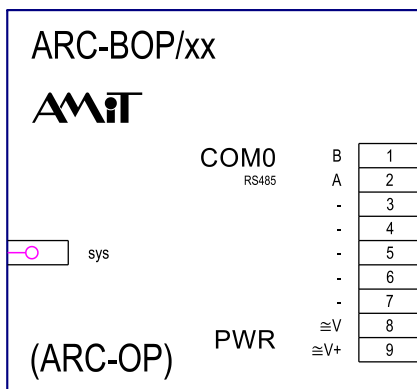 ARC-BOP/xx
AMiT
COM0 B 1
RS485 A 2
- 3
- 4
sys - 5
- 6
- 7
PWR ≅V 8
≅V+ 9
(ARC-OP)